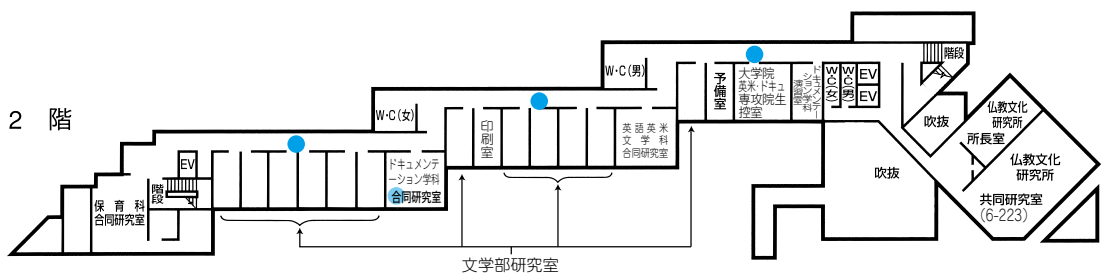 2 階
保 育 科
合同研究室
階段
EV
W・C(女)
ドキュメンテ
ーション学科
合同研究室
印刷室
英 語 英 米
文 学 科
合同研究室
W・C(男)
予備室
大学院
英米・ドキュ
専攻院生
控室
ドキュメンテー
ション学科
演習室
W・C(女)
W・C(男)
EV
EV
階段
吹抜
吹抜
仏教文化
研究所
所長室
仏教文化
研究所
共同研究室
(6-223)
文学部研究室